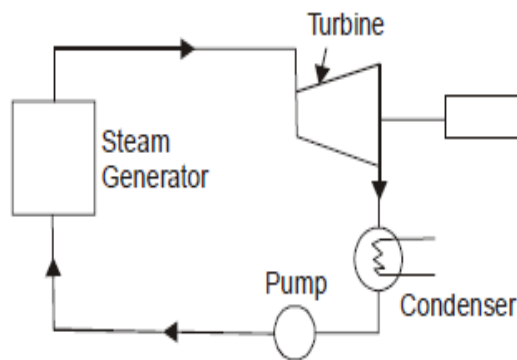 Turbine
Steam
Generator
Pump
Condenser